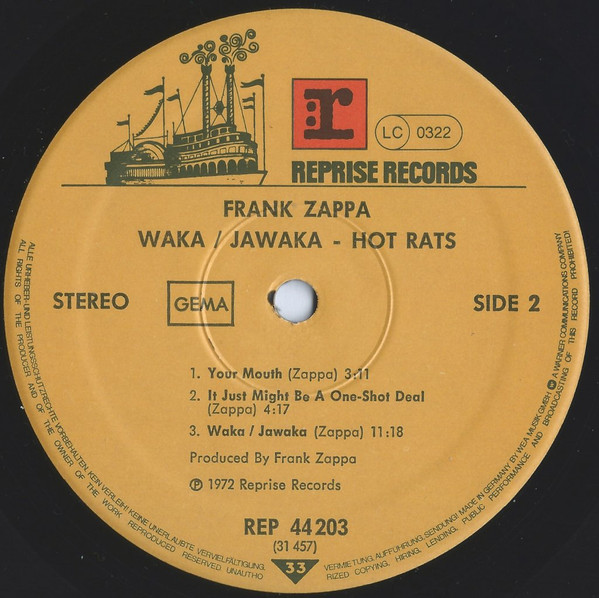 r
LC 0322
REPRISE RECORDS
FRANK ZAPPA
WAKA / JAWAKA - HOT RATS
STEREO
GEMA
SIDE 2
1. Your Mouth (Zappa) 3:11
2. It Just Might Be A One-Shot Deal
(Zappa) 4:17
3. Waka / Jawaka (Zappa) 11:18
Produced By Frank Zappa
℗ 1972 Reprise Records
REP 44 203
(31 457)
33
ALLE URHEBER-UND LEISTUNGSSCHUTZRECHTE VORBEHALTEN. KEIN VERLEIH! KEINE UNERLAUBTE VERVIELFÄLTIGUNG,
VERMIETUNG, AUFFÜHRUNG, SENDUNG! MADE IN GERMANY BY WEA MUSIK GMBH A WARNER COMMUNICATIONS COMPANY
ALL RIGHTS OF THE PRODUCER AND OF THE OWNER OF THE WORK REPRODUCED RESERVED. UNAUTHO
RIZED COPYING, HIRING, LENDING, PUBLIC PERFORMANCE AND BROADCASTING OF THIS RECORD PROHIBITED!